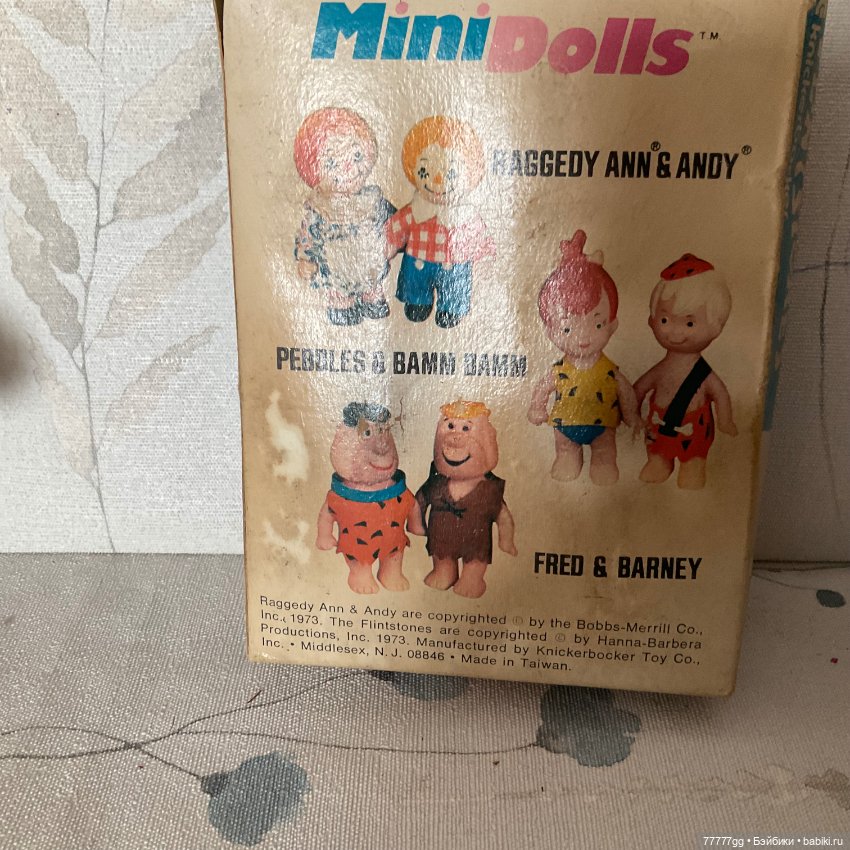 MiniDolls™
RAGGEDY ANN® & ANDY®
PEBBLES & BAMM BAMM
FRED & BARNEY
Raggedy Ann & Andy are copyrighted © by the Bobbs-Merrill Co.,
Inc., 1973. The Flintstones are copyrighted © by Hanna-Barbera
Productions, Inc. 1973. Manufactured by Knickerbocker Toy Co.,
Inc. • Middlesex, N. J. 08846 • Made in Taiwan.
77777gg • Бэйбики • babiki.ru